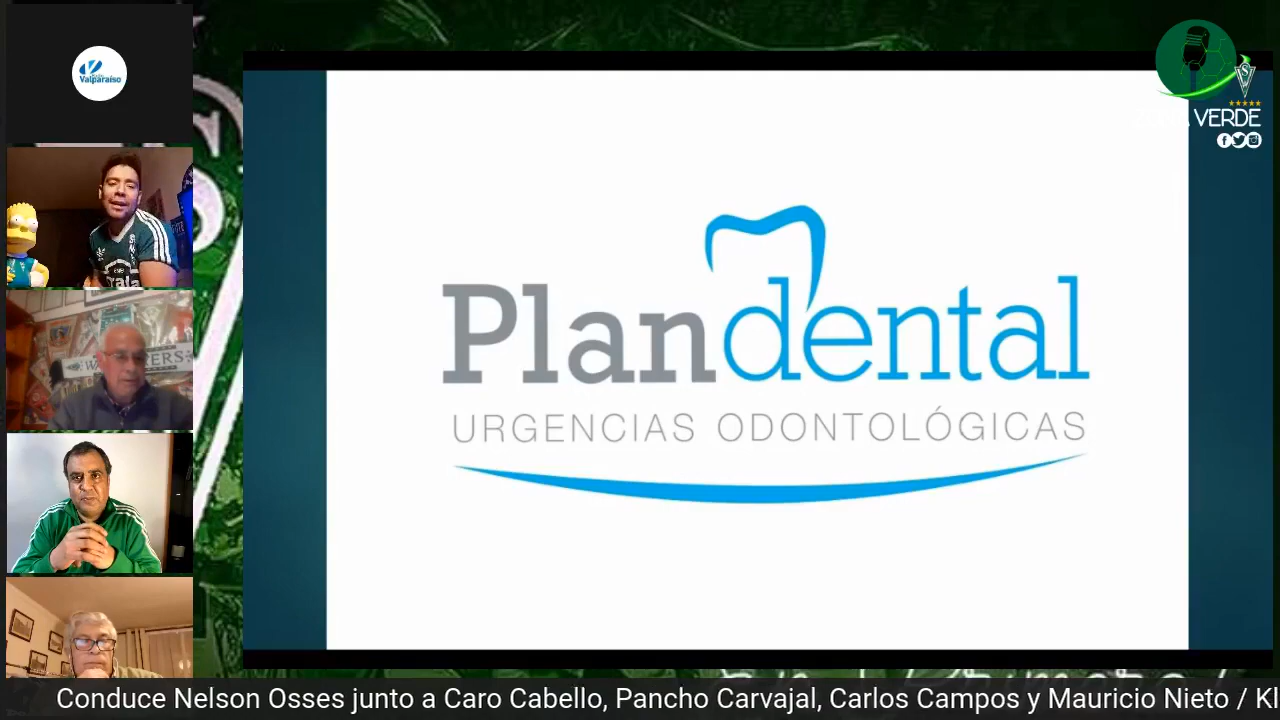 Valparaíso
VERDE
Plandental
URGENCIAS ODONTOLÓGICAS
Conduce Nelson Osses junto a Caro Cabello, Pancho Carvajal, Carlos Campos y Mauricio Nieto / Kl